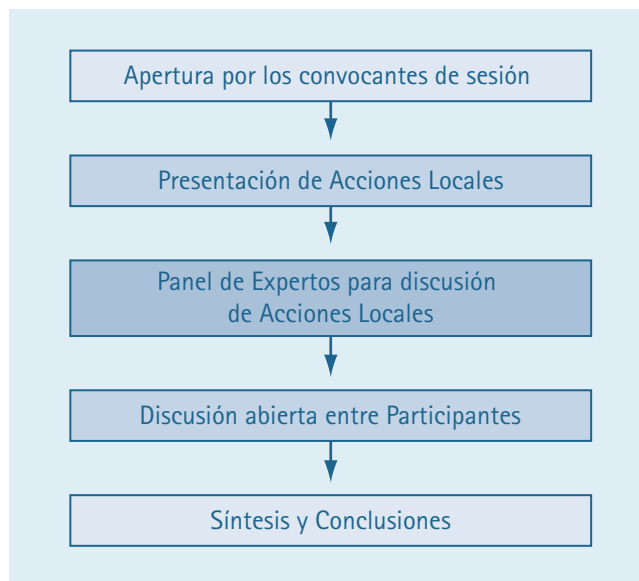 Apertura por los convocantes de sesión
Presentación de Acciones Locales
Panel de Expertos para discusión
de Acciones Locales
Discusión abierta entre Participantes
Síntesis y Conclusiones